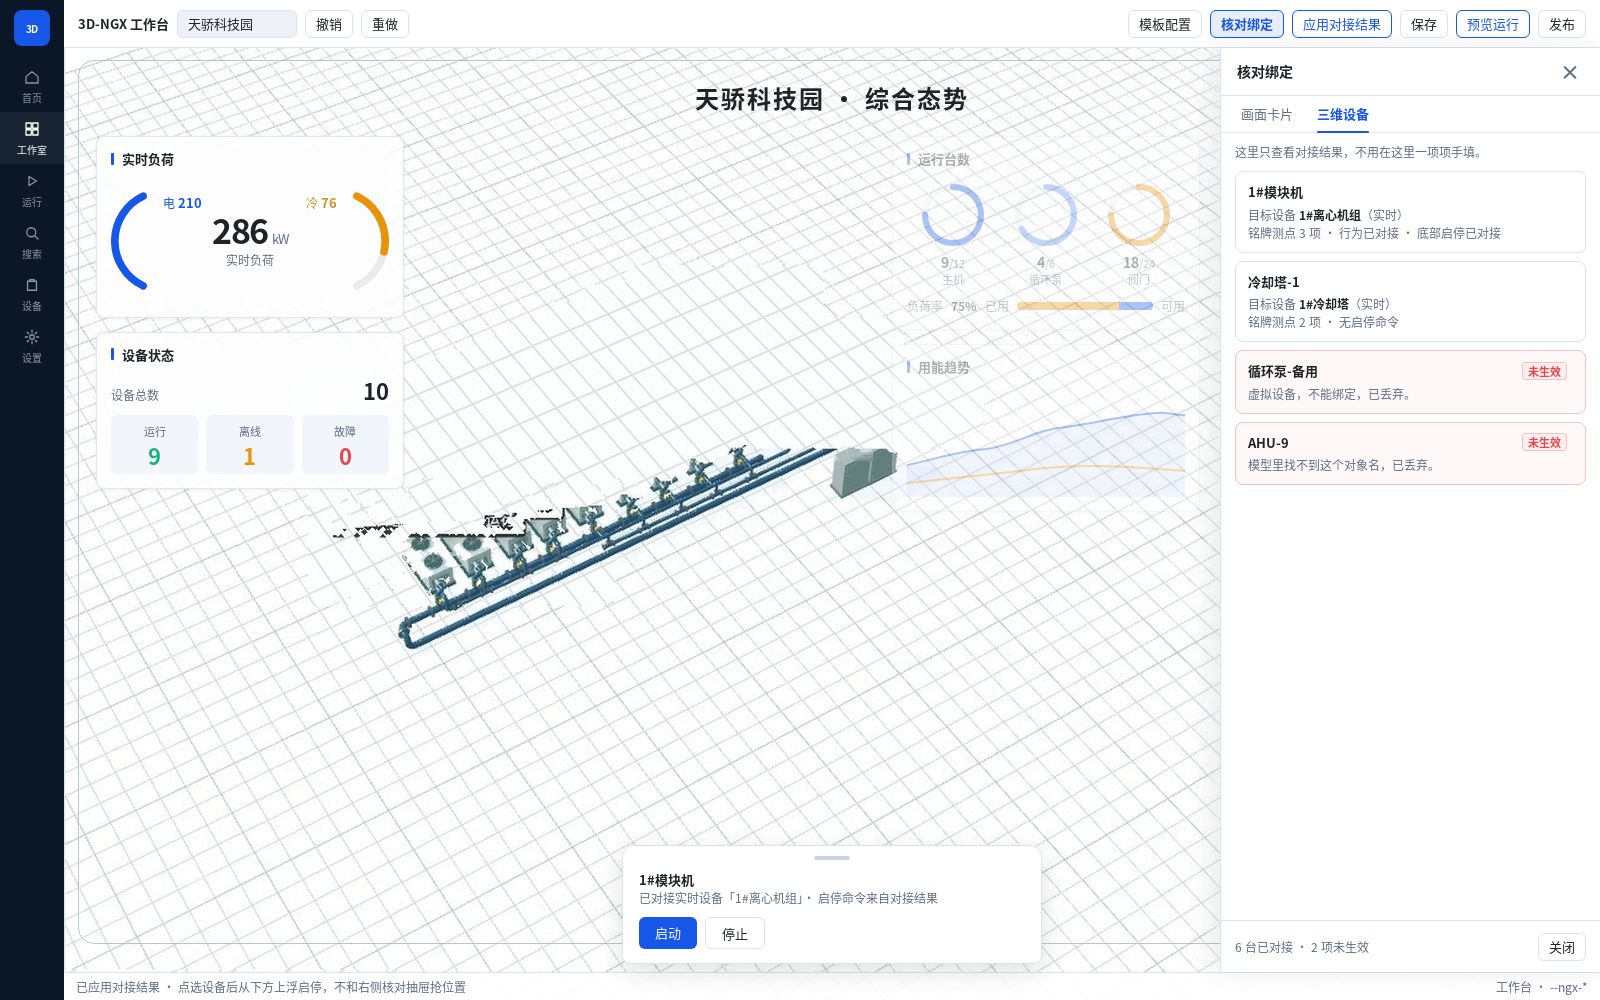 3D
首页
工作室
运行
搜索
设备
设置
3D-NGX 工作台 天骄科技园 撤销 重做
模板配置 核对绑定 应用对接结果 保存 预览运行 发布
天骄科技园 · 综合态势
实时负荷
电 210
冷 76
286 kW
实时负荷
设备状态
设备总数 10
运行 离线 故障
9 1 0
运行台数
9/12 4/6 18/24
主机 循环泵 阀门
负荷率 75% 已用 可用
用能趋势
1#模块机
已对接实时设备「1#离心机组」· 启停命令来自对接结果
启动 停止
核对绑定
画面卡片 三维设备
这里只查看对接结果，不用在这里一项项手填。
1#模块机
目标设备 1#离心机组（实时）
铭牌测点 3 项 · 行为已对接 · 底部启停已对接
冷却塔-1
目标设备 1#冷却塔（实时）
铭牌测点 2 项 · 无启停命令
循环泵-备用 未生效
虚拟设备，不能绑定，已丢弃。
AHU-9 未生效
模型里找不到这个对象名，已丢弃。
6 台已对接 · 2 项未生效 关闭
已应用对接结果 · 点选设备后从下方上浮启停，不和右侧核对抽屉抢位置
工作台 · --ngx-*